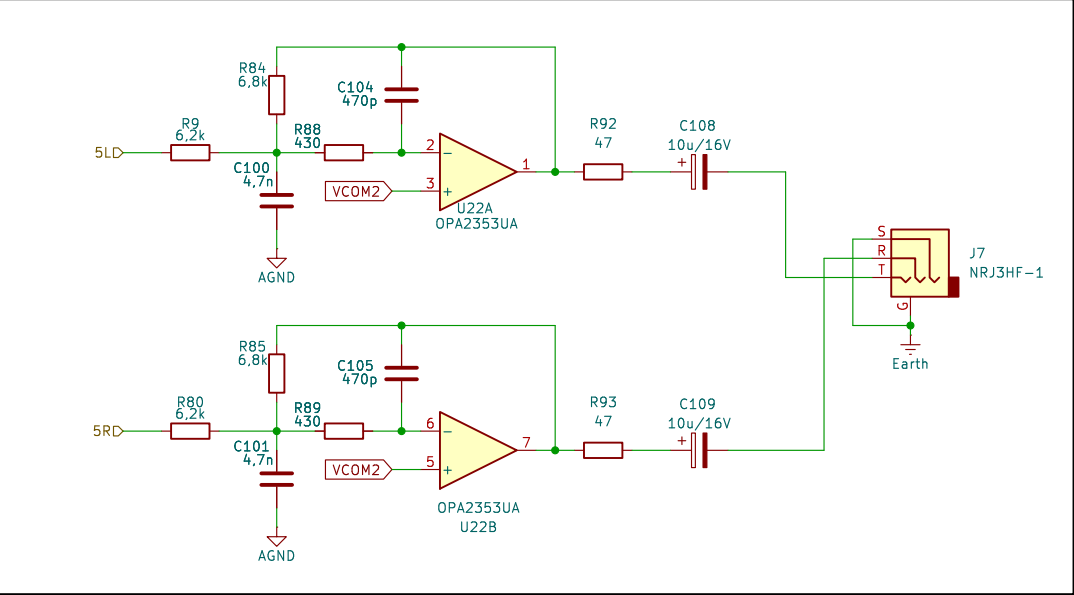 R84
6,8k
C104
470p
R9
6,2k
R88
430
5L
2
1
3
C100
4,7n
VCOM2
U22A
OPA2353UA
AGND
R92
47
C108
10u/16V
+
S
R
T
G
J7
NRJ3HF-1
Earth
R85
6,8k
C105
470p
R80
6,2k
R89
430
5R
6
7
5
C101
4,7n
VCOM2
OPA2353UA
U22B
AGND
R93
47
C109
10u/16V
+